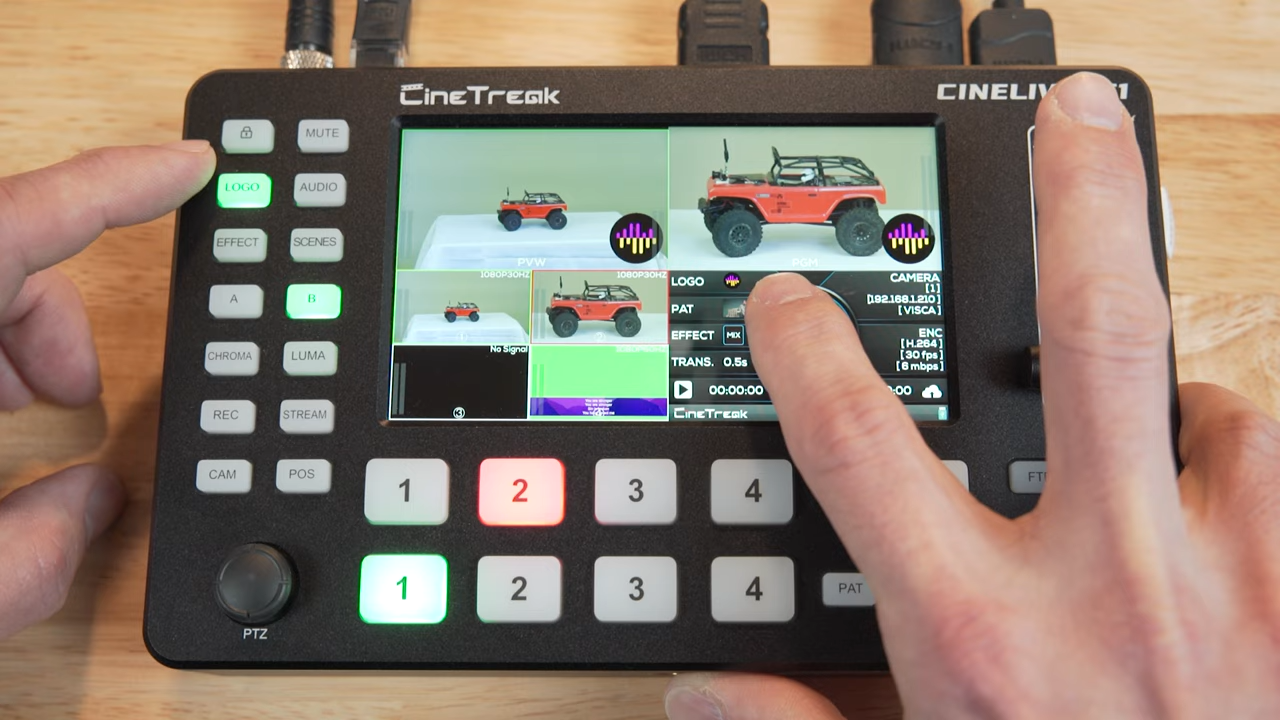 CineTreak
CINELIV
MUTE
LOGO
AUDIO
EFFECT
SCENES
A
B
CHROMA
LUMA
REC
STREAM
CAM
POS
PTZ
PVW
PGM
1080P30HZ
1080P30HZ
No Signal
3
LOGO
PAT
EFFECT
MIX
TRANS. 0.5s
00:00:00
CAMERA
[1]
[192.168.1.210]
[VISCA]
ENC
[H.264]
[30 fps]
[6 mbps]
CineTreak
1 2 3 4
1 2 3 4
PAT